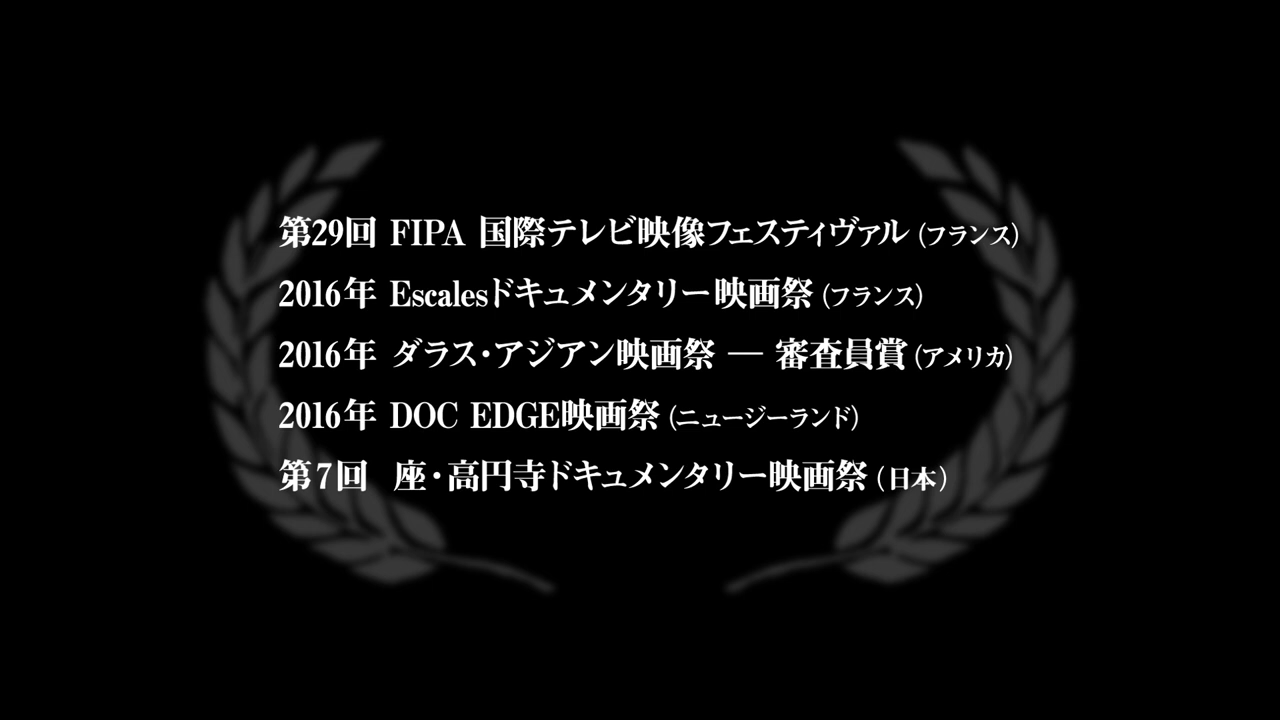 第29回 FIPA 国際テレビ映像フェスティヴァル (フランス)
2016年 Escalesドキュメンタリー映画祭 (フランス)
2016年 ダラス・アジアン映画祭 — 審査員賞 (アメリカ)
2016年 DOC EDGE映画祭 (ニュージーランド)
第7回 座・高円寺ドキュメンタリー映画祭 (日本)